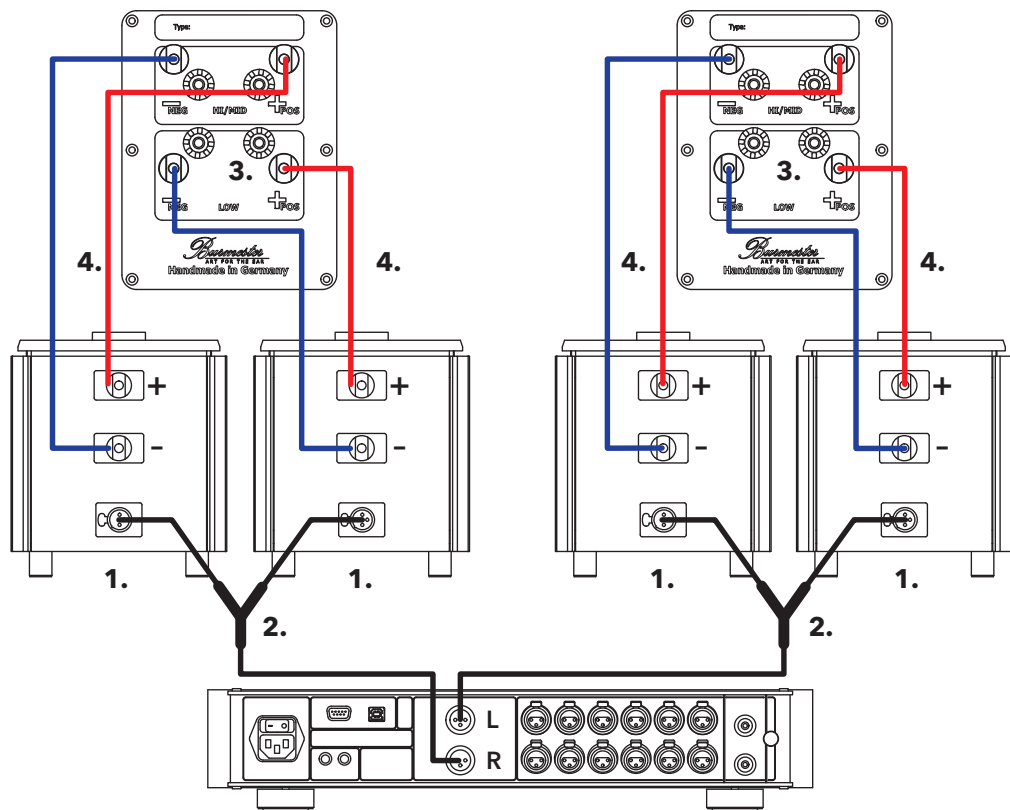 Type:
NEG HI/MID POS
3.
NEG LOW POS
Burmester
ART FOR THE EAR
Handmade in Germany
4. 4.
Type:
NEG HI/MID POS
3.
NEG LOW POS
Burmester
ART FOR THE EAR
Handmade in Germany
4. 4.
+ + + +
- - - -
1. 1. 1. 1.
2. 2.
L
R